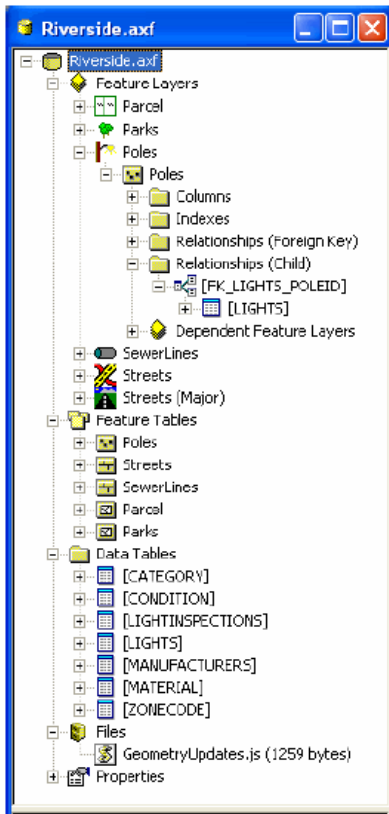 Riverside.axf
Riverside.axf
Feature Layers
Parcel
Parks
Poles
Poles
Columns
Indexes
Relationships (Foreign Key)
Relationships (Child)
[FK_LIGHTS_POLEID]
[LIGHTS]
Dependent Feature Layers
SewerLines
Streets
Streets (Major)
Feature Tables
Poles
Streets
SewerLines
Parcel
Parks
Data Tables
[CATEGORY]
[CONDITION]
[LIGHTINSPECTIONS]
[LIGHTS]
[MANUFACTURERS]
[MATERIAL]
[ZONECODE]
Files
GeometryUpdates.js (1259 bytes)
Properties